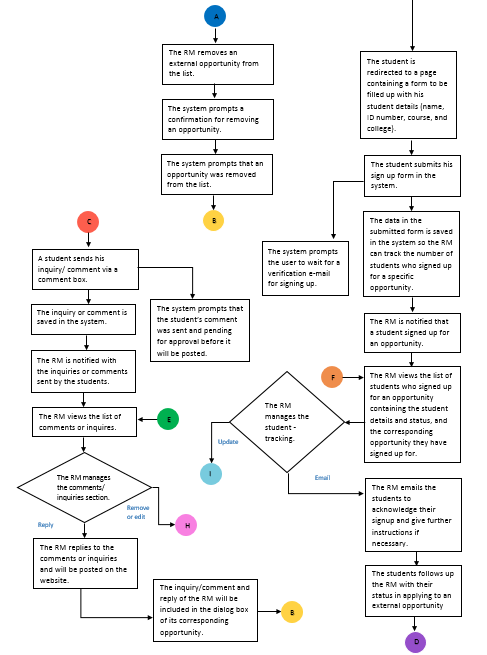 A
The RM removes an
external opportunity from
the list.
The system prompts a
confirmation for removing
an opportunity.
The system prompts that an
opportunity was removed
from the list.
B
The student is
redirected to a page
containing a form to be
filled up with his
student details (name,
ID number, course, and
college).
The student submits his
sign up form in the
system.
The system prompts
the user to wait for a
verification e-mail
for signing up.
The data in the
submitted form is saved
in the system so the RM
can track the number of
students who signed up
for a specific
opportunity.
The RM is notified that
a student signed up for
an opportunity.
F
The RM views the list of
students who signed up
for an opportunity
containing the student
details and status, and
the corresponding
opportunity they have
signed up for.
The RM
manages the
student -
tracking.
Update
I
Email
The RM emails the
students to
acknowledge their
signup and give further
instructions if
necessary.
The students follows up
the RM with their
status in applying to an
external opportunity
D
C
A student sends his
inquiry/ comment via a
comment box.
The system prompts that
the student's comment
was sent and pending
for approval before it
will be posted.
The inquiry or comment is
saved in the system.
The RM is notified with
the inquiries or comments
sent by the students.
The RM views the list of
comments or inquires.
E
The RM manages
the comments/
inquiries section.
Remove
or edit
H
Reply
The RM replies to the
comments or inquiries
and will be posted on the
website.
The inquiry/comment and
reply of the RM will be
included in the dialog box
of its corresponding
opportunity.
B